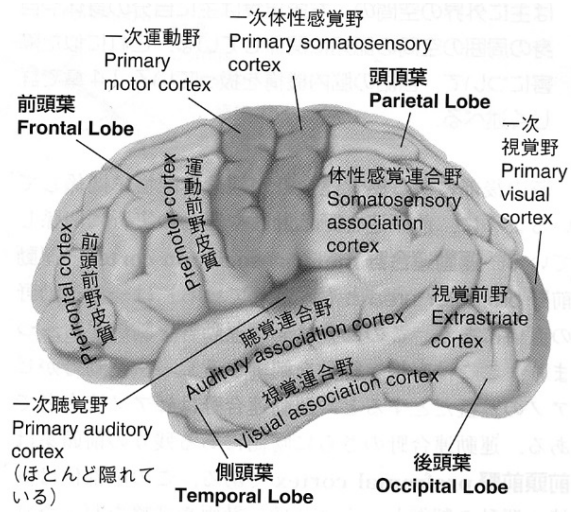 一次体性感覚野
Primary somatosensory
cortex
一次運動野
Primary
motor cortex
頭頂葉
Parietal Lobe
前頭葉
Frontal Lobe
一次
視覚野
Primary
visual
cortex
体性感覚連合野
Somatosensory
association
cortex
運動前野皮質
Premotor cortex
前頭前野皮質
Prefrontal cortex
視覚前野
Extrastriate
cortex
聴覚連合野
Auditory association cortex
視覚連合野
Visual association cortex
一次聴覚野
Primary auditory
cortex
(ほとんど隠れて
いる)
側頭葉
Temporal Lobe
後頭葉
Occipital Lobe